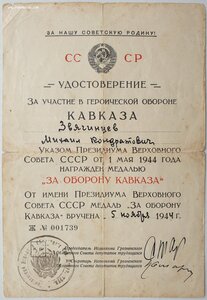 ЗА НАШУ СОВЕТСКУЮ РОДИНУ!
СС СР
УДОСТОВЕРЕНИЕ
ЗА УЧАСТИЕ В ГЕРОИЧЕСКОЙ ОБОРОНЕ
КАВКАЗА
Звягинцев
Михаил Кондратович
Указом Президиума Верховного
Совета СССР от 1 мая 1944 года
НАГРАЖДЕН МЕДАЛЬЮ
"ЗА ОБОРОНУ КАВКАЗА"
От имени Президиума Верховного
Совета СССР медаль „За оборону
Кавказа" вручена 5 ноября 194
Ж № 001739